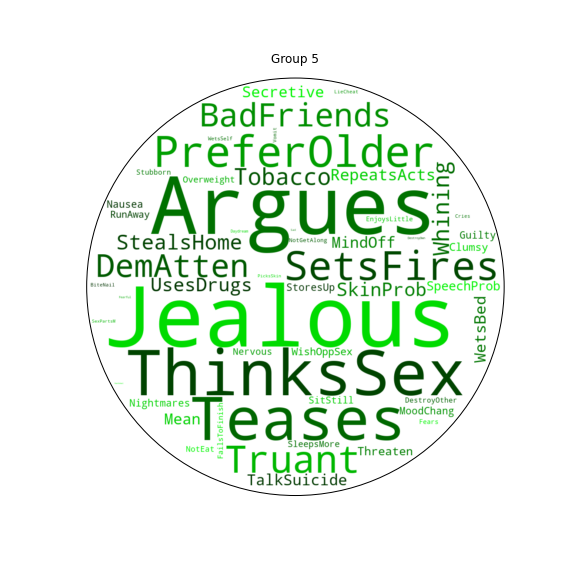 Group 5
Secretive
LieCheat
BadFriends
WetsSelf
PreferOlder
Stubborn
Overweight
Tobacco
RepeatsActs
Whining
Argues
Nausea
RunAway
EnjoysLittle
Cries
StealsHome
NotGetAlong
MindOff
Guilty
Clumsy
DemAtten
SetsFires
BiteNail
UsesDrugs
StoresUp
SkinProb
SpeechProb
Jealous
WetsBed
Nervous
WishOppSex
ThinksSex
Nightmares
SitStill
DestroyOther
Mean
Teases
MoodChang
Fears
FailsToFinish
NotEat
SleepsMore
Truant
Threaten
TalkSuicide